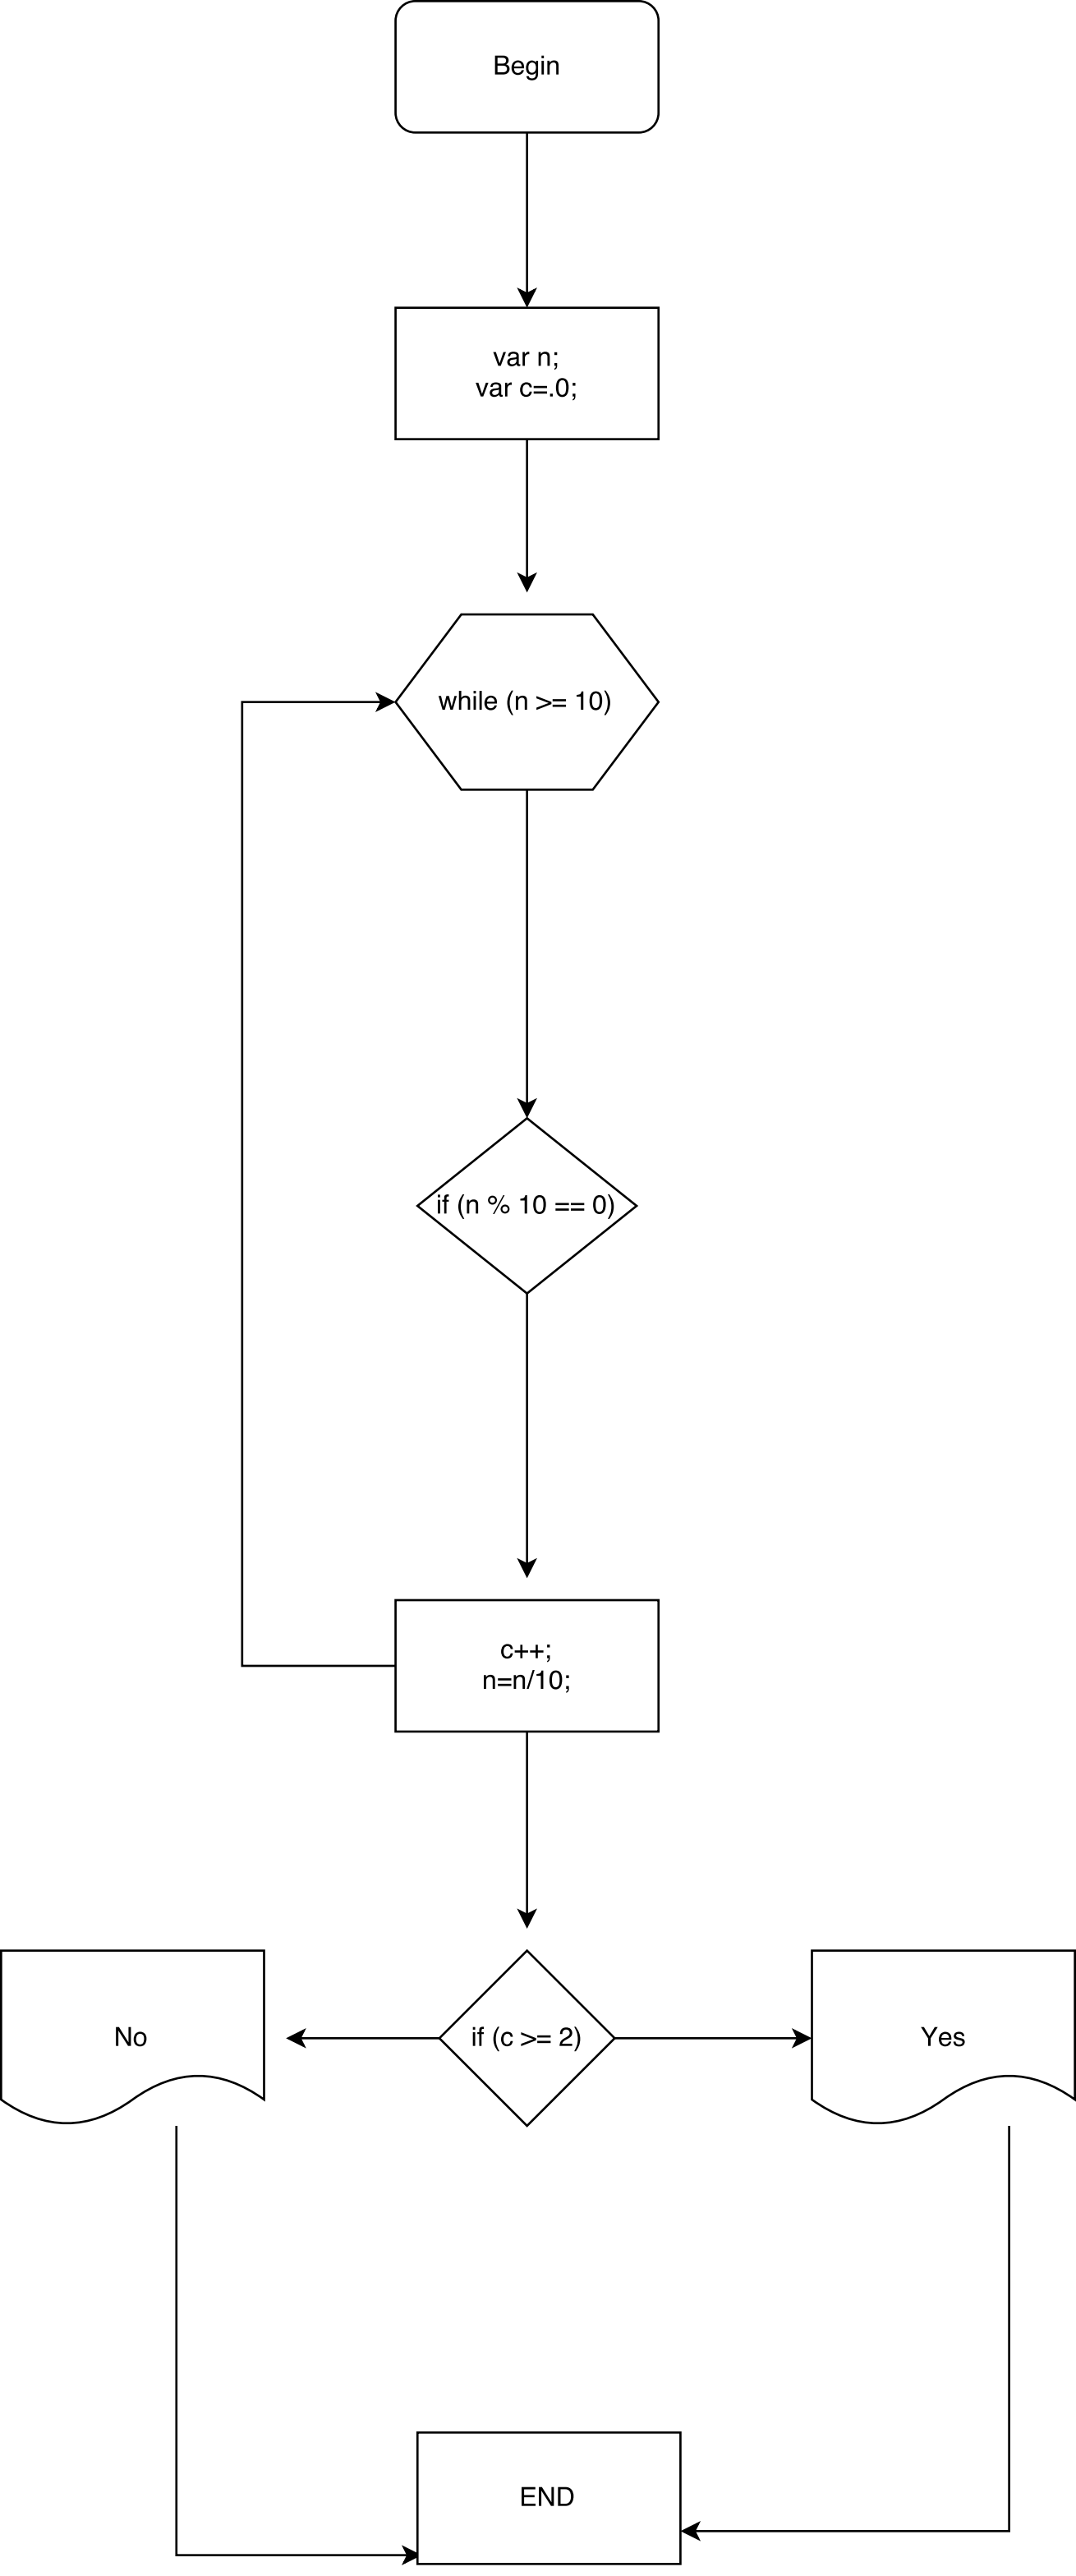 Begin
var n;
var c=.0;
while (n >= 10)
if (n % 10 == 0)
c++;
n=n/10;
No
if (c >= 2)
Yes
END